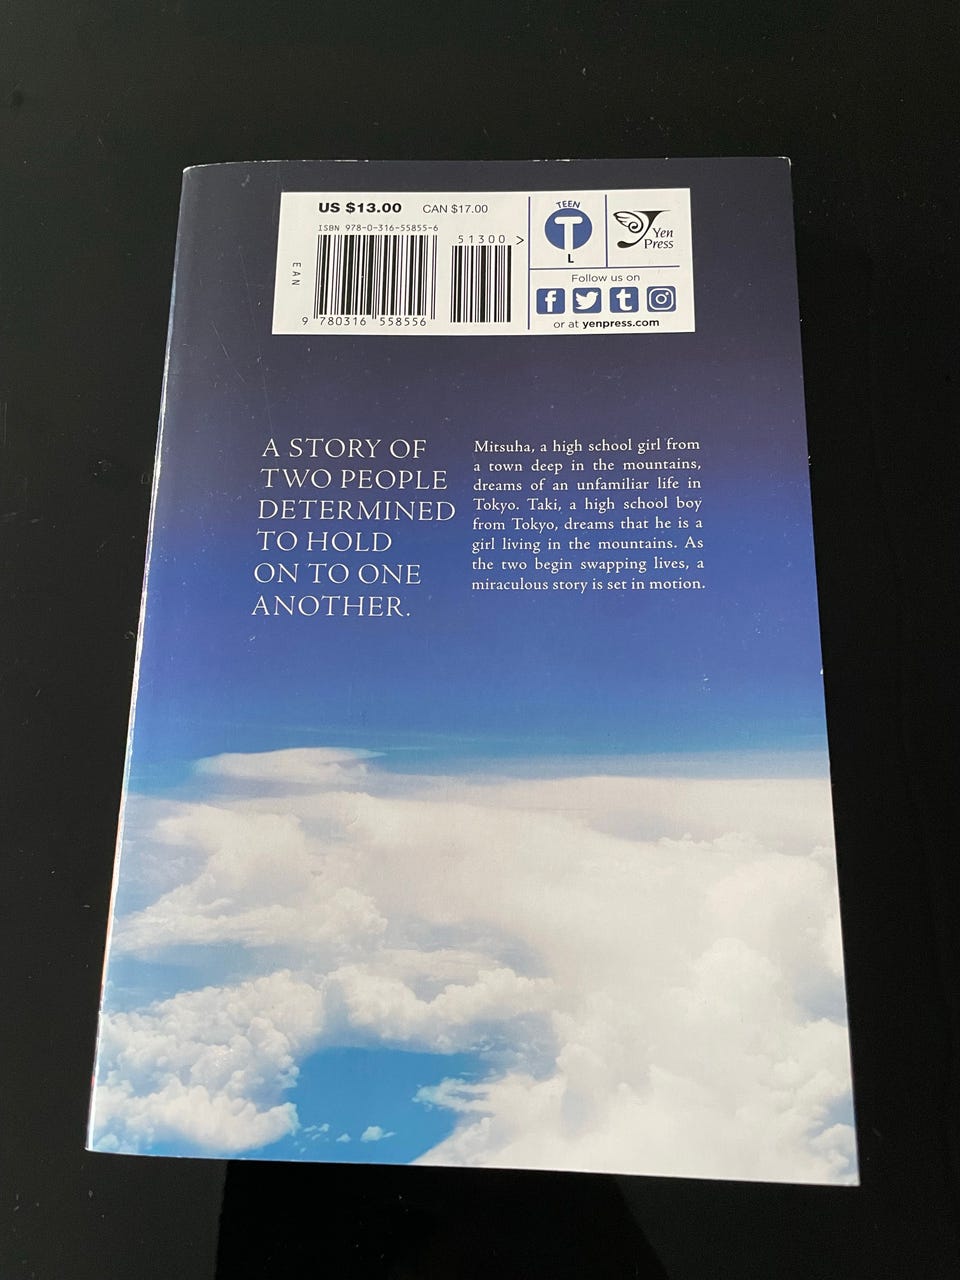 US $13.00 CAN $17.00
ISBN 978-0-316-55855-6
51300 >
EAN
9 780316 558556
TEEN
T
L
Yen
Press
Follow us on
f t
or at yenpress.com
A STORY OF
TWO PEOPLE
DETERMINED
TO HOLD
ON TO ONE
ANOTHER.
Mitsuha, a high school girl from
a town deep in the mountains,
dreams of an unfamiliar life in
Tokyo. Taki, a high school boy
from Tokyo, dreams that he is a
girl living in the mountains. As
the two begin swapping lives, a
miraculous story is set in motion.